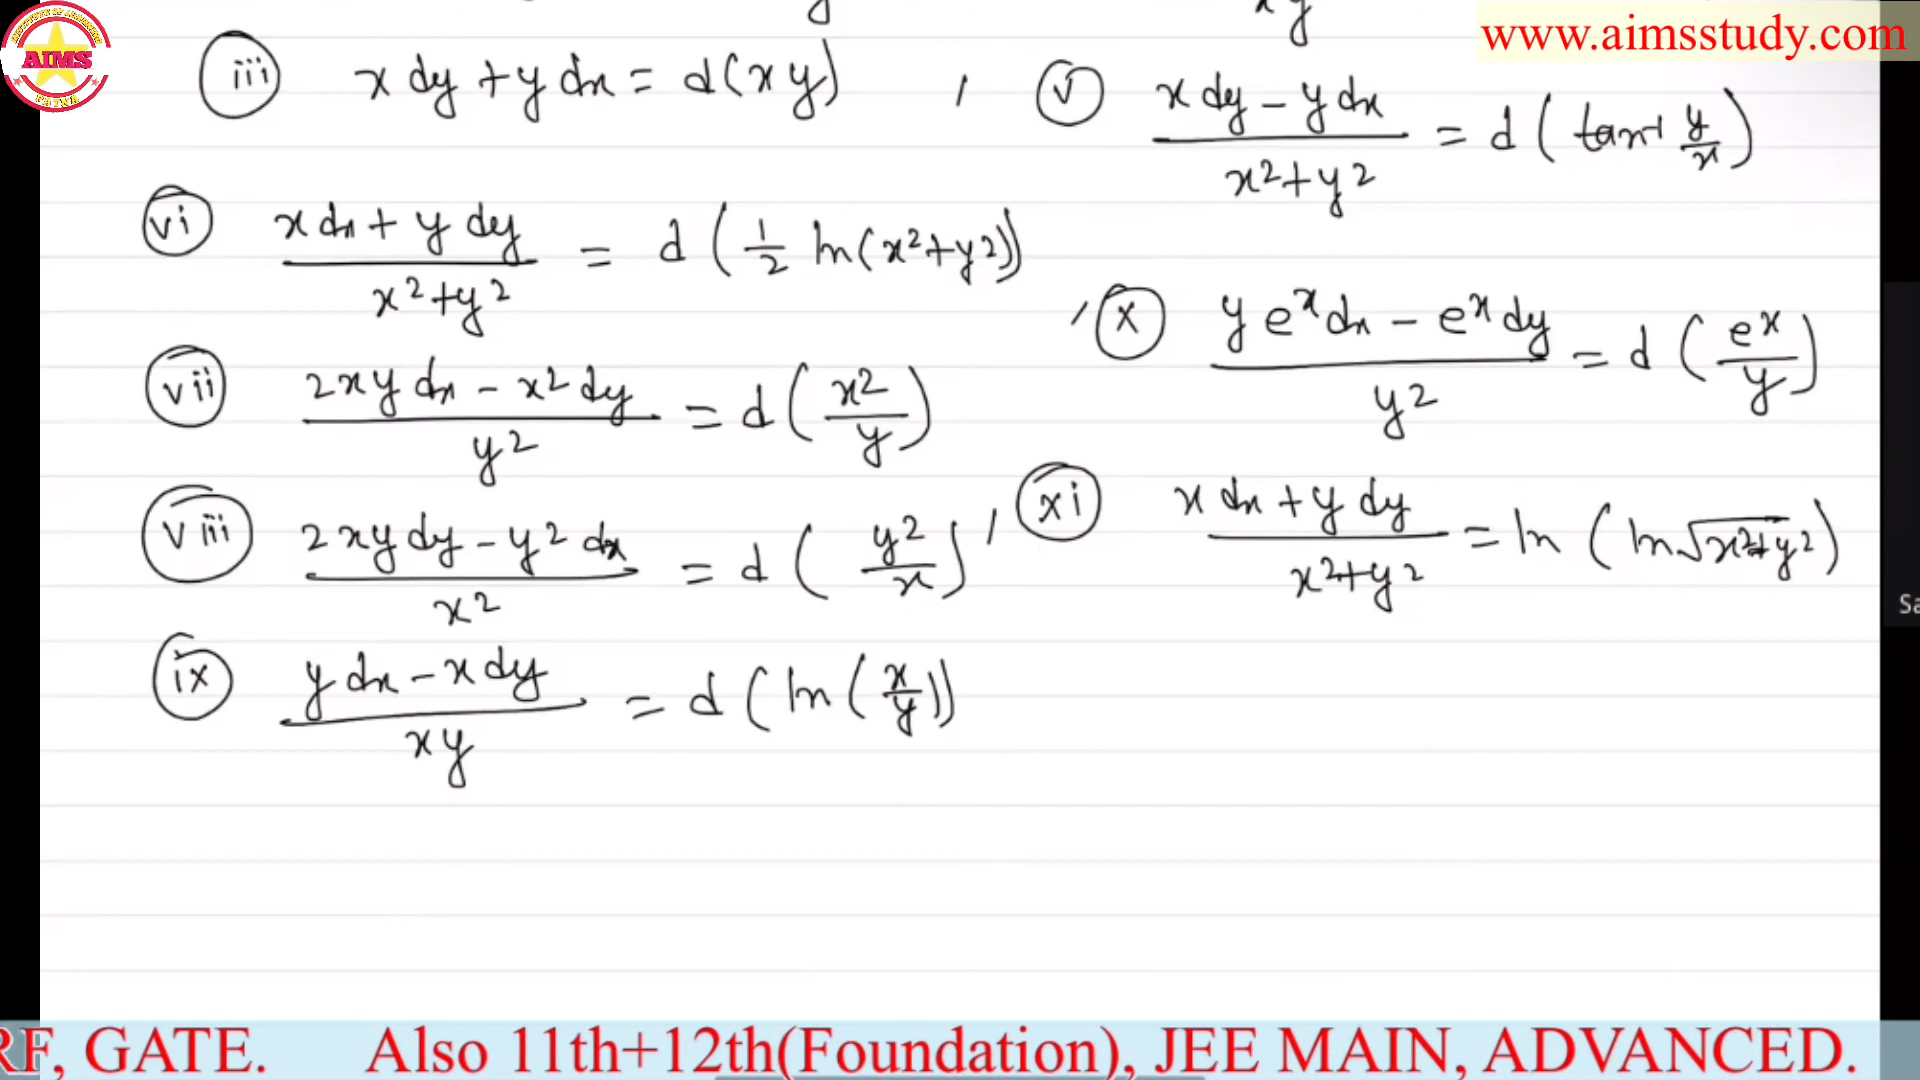 www.aimsstudy.com
AIMS
PATNA
y
xy
(iii) x dy + y dx = d(xy) , (v) (x dy − y dx)/(x²+y²) = d(tan⁻¹ y/x)
(vi) (x dx + y dy)/(x²+y²) = d(1/2 ln(x²+y²))
, (x) (y eˣ dx − eˣ dy)/y² = d(eˣ/y)
(vii) (2xy dx − x² dy)/y² = d(x²/y)
(viii) (2xy dy − y² dx)/x² = d(y²/x) , (xi) (x dx + y dy)/(x²+y²) = ln(ln√(x²+y²))
(ix) (y dx − x dy)/(xy) = d(ln(x/y))
Sa
RF, GATE. Also 11th+12th(Foundation), JEE MAIN, ADVANCED.